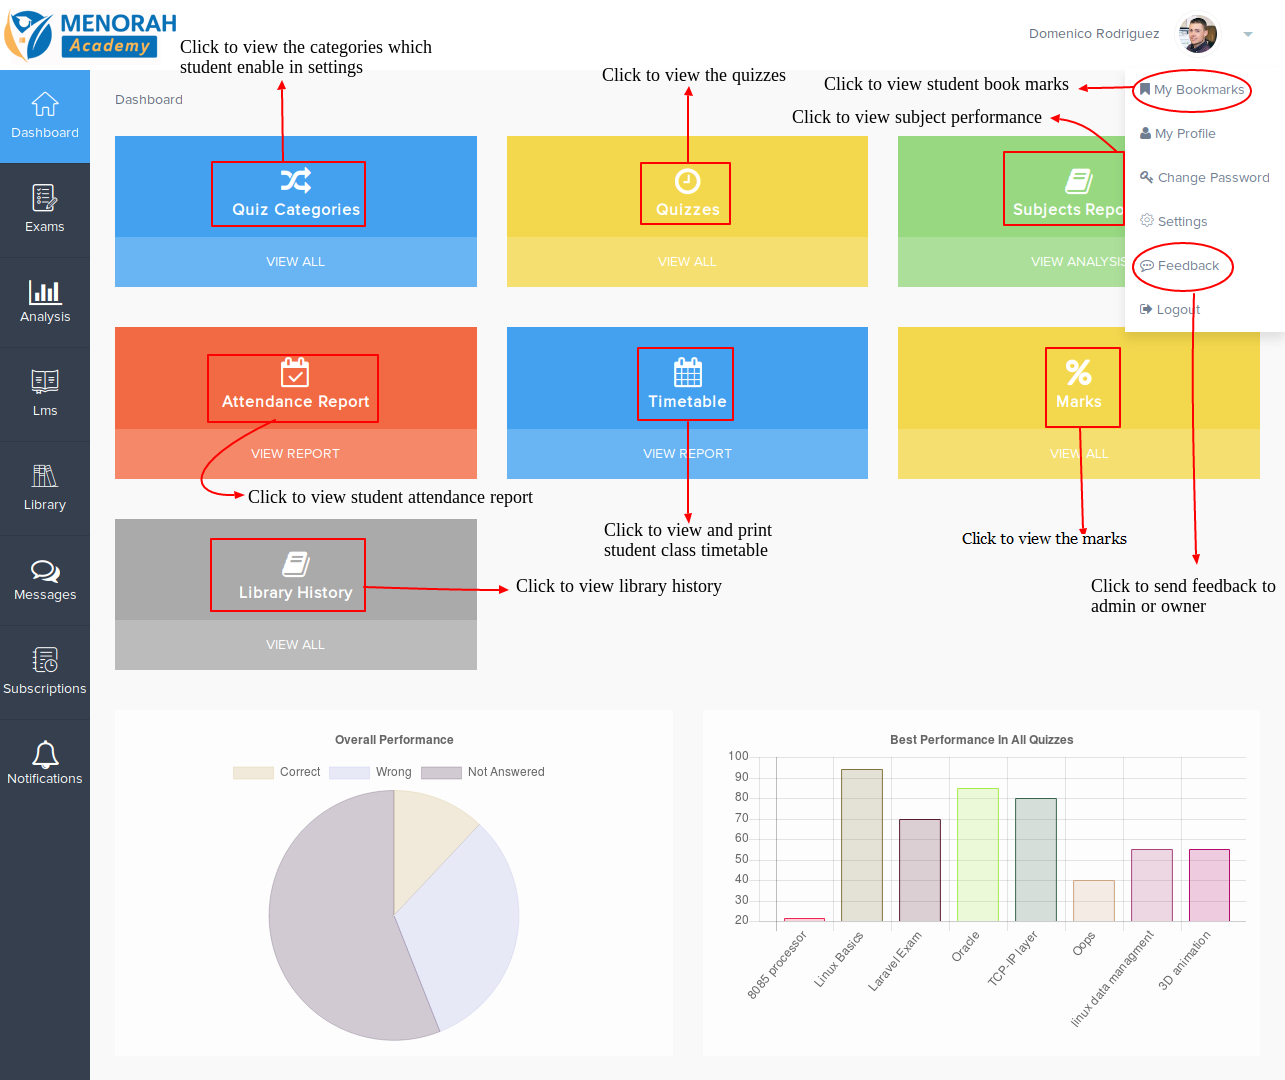 MENORAH
Academy
Domenico Rodriguez
Click to view the categories which
student enable in settings
Click to view the quizzes
Click to view student book marks
Click to view subject performance
My Bookmarks
My Profile
Change Password
Settings
Feedback
Logout
Dashboard
Exams
Analysis
Lms
Library
Messages
Subscriptions
Notifications
Dashboard
Quiz Categories
VIEW ALL
Quizzes
VIEW ALL
Subjects Repo
VIEW ANALYSIS
Attendance Report
VIEW REPORT
Timetable
VIEW REPORT
Marks
VIEW ALL
Click to view student attendance report
Click to view and print
student class timetable
Click to view the marks
Click to send feedback to
admin or owner
Library History
VIEW ALL
Click to view library history
Overall Performance
Correct
Wrong
Not Answered
Best Performance In All Quizzes
100
90
80
70
60
50
40
30
20
8085 processor
Linux Basics
Laravel Exam
Oracle
TCP-IP layer
Oops
linux data managment
3D animation